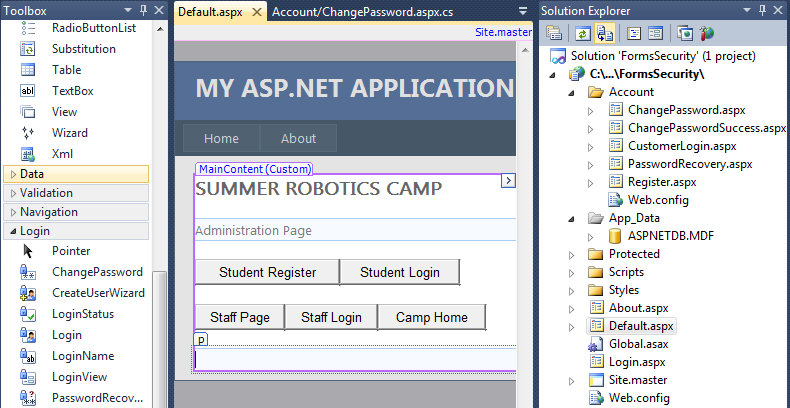 Toolbox
RadioButtonList
Substitution
Table
TextBox
View
Wizard
Xml
Data
Validation
Navigation
Login
Pointer
ChangePassword
CreateUserWizard
LoginStatus
Login
LoginName
LoginView
PasswordRecov...
Default.aspx
Account/ChangePassword.aspx.cs
Site.master
MY ASP.NET APPLICATION
Home
About
MainContent (Custom)
SUMMER ROBOTICS CAMP
Administration Page
Student Register
Student Login
Staff Page
Staff Login
Camp Home
p
Solution Explorer
Solution 'FormsSecurity' (1 project)
C:\...\FormsSecurity\
Account
ChangePassword.aspx
ChangePasswordSuccess.aspx
CustomerLogin.aspx
PasswordRecovery.aspx
Register.aspx
Web.config
App_Data
ASPNETDB.MDF
Protected
Scripts
Styles
About.aspx
Default.aspx
Global.asax
Login.aspx
Site.master
Web.config